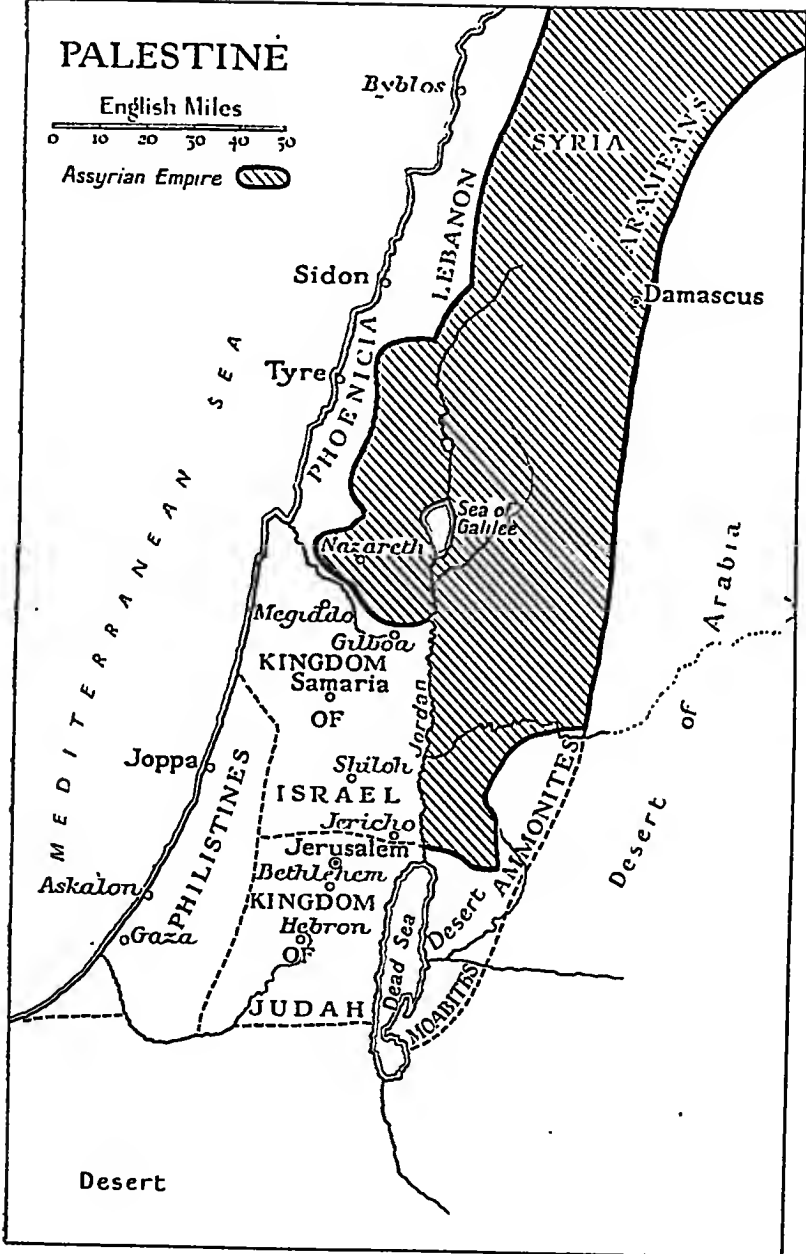 PALESTINE
English Miles
0 10 20 30 40 50
Assyrian Empire
Byblos
SYRIA
ARAMEANS
LEBANON
Sidon
Damascus
PHOENICIA
Tyre
MEDITERRANEAN SEA
Sea of
Galilee
Nazareth
Desert of Arabia
Megiddo
Gilboa
KINGDOM
Samaria
OF
Jordan
Joppa
Shiloh
ISRAEL
PHILISTINES
Jericho
AMMONITES
Jerusalem
Bethlehem
Askalon
KINGDOM
Hebron
Gaza
OF
Desert
Dead Sea
JUDAH
MOABITES
Desert